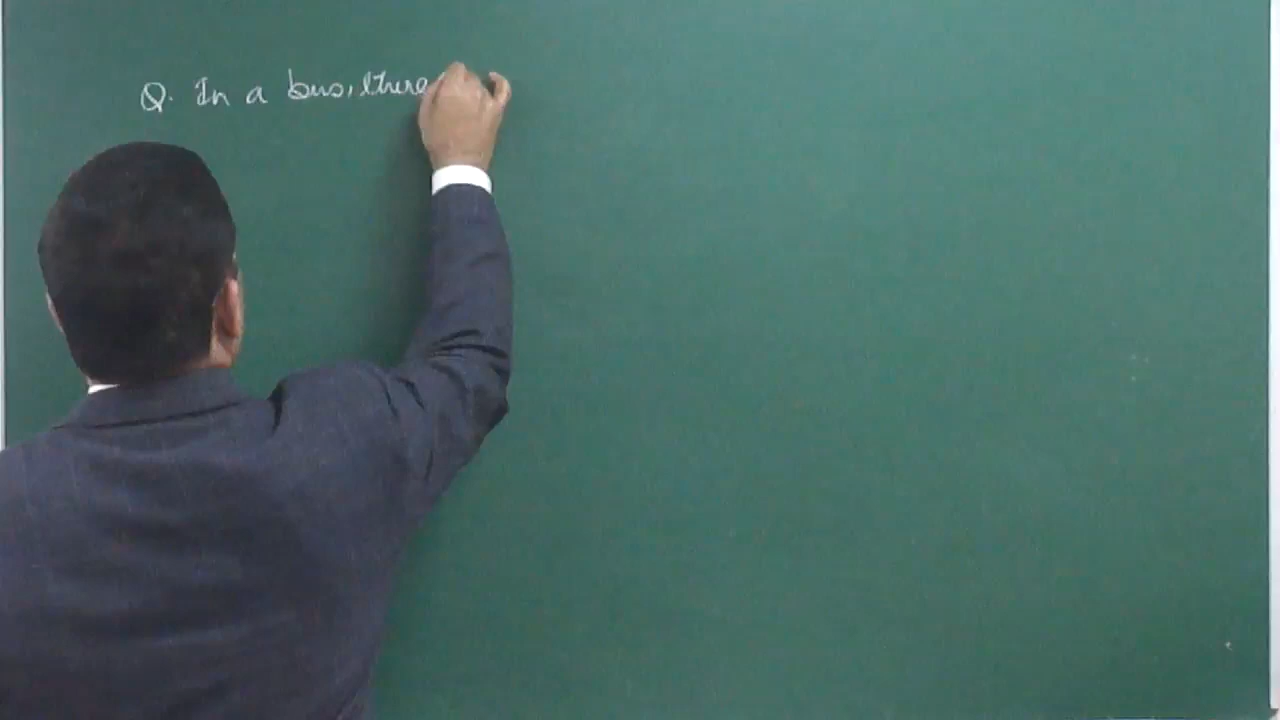 Q. In a bus, there